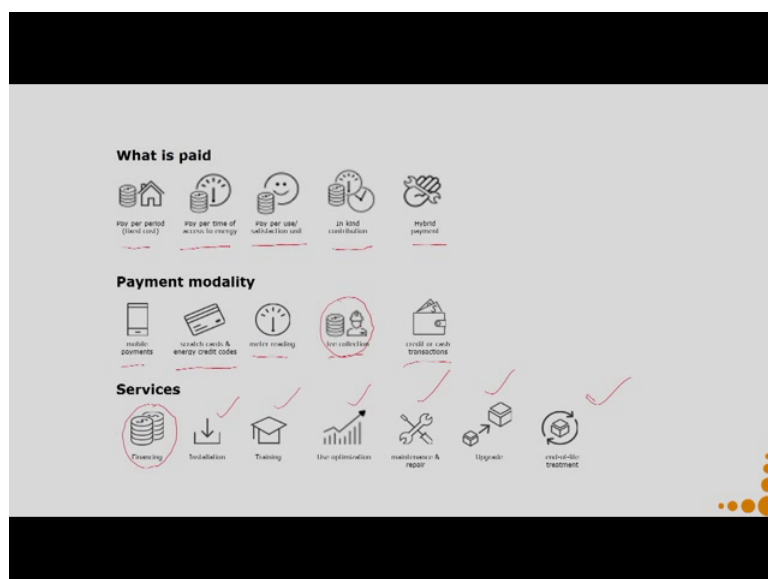 What is paid
Pay per period
(fixed cost)
Pay per time of
access to energy
Pay per use/
satisfaction unit
In kind
contribution
Hybrid
payment
Payment modality
mobile
payments
scratch cards &
energy credit codes
meter reading
fee collection
credit or cash
transactions
Services
Financing
Installation
Training
Use optimization
maintenance &
repair
Upgrade
end-of-life
treatment